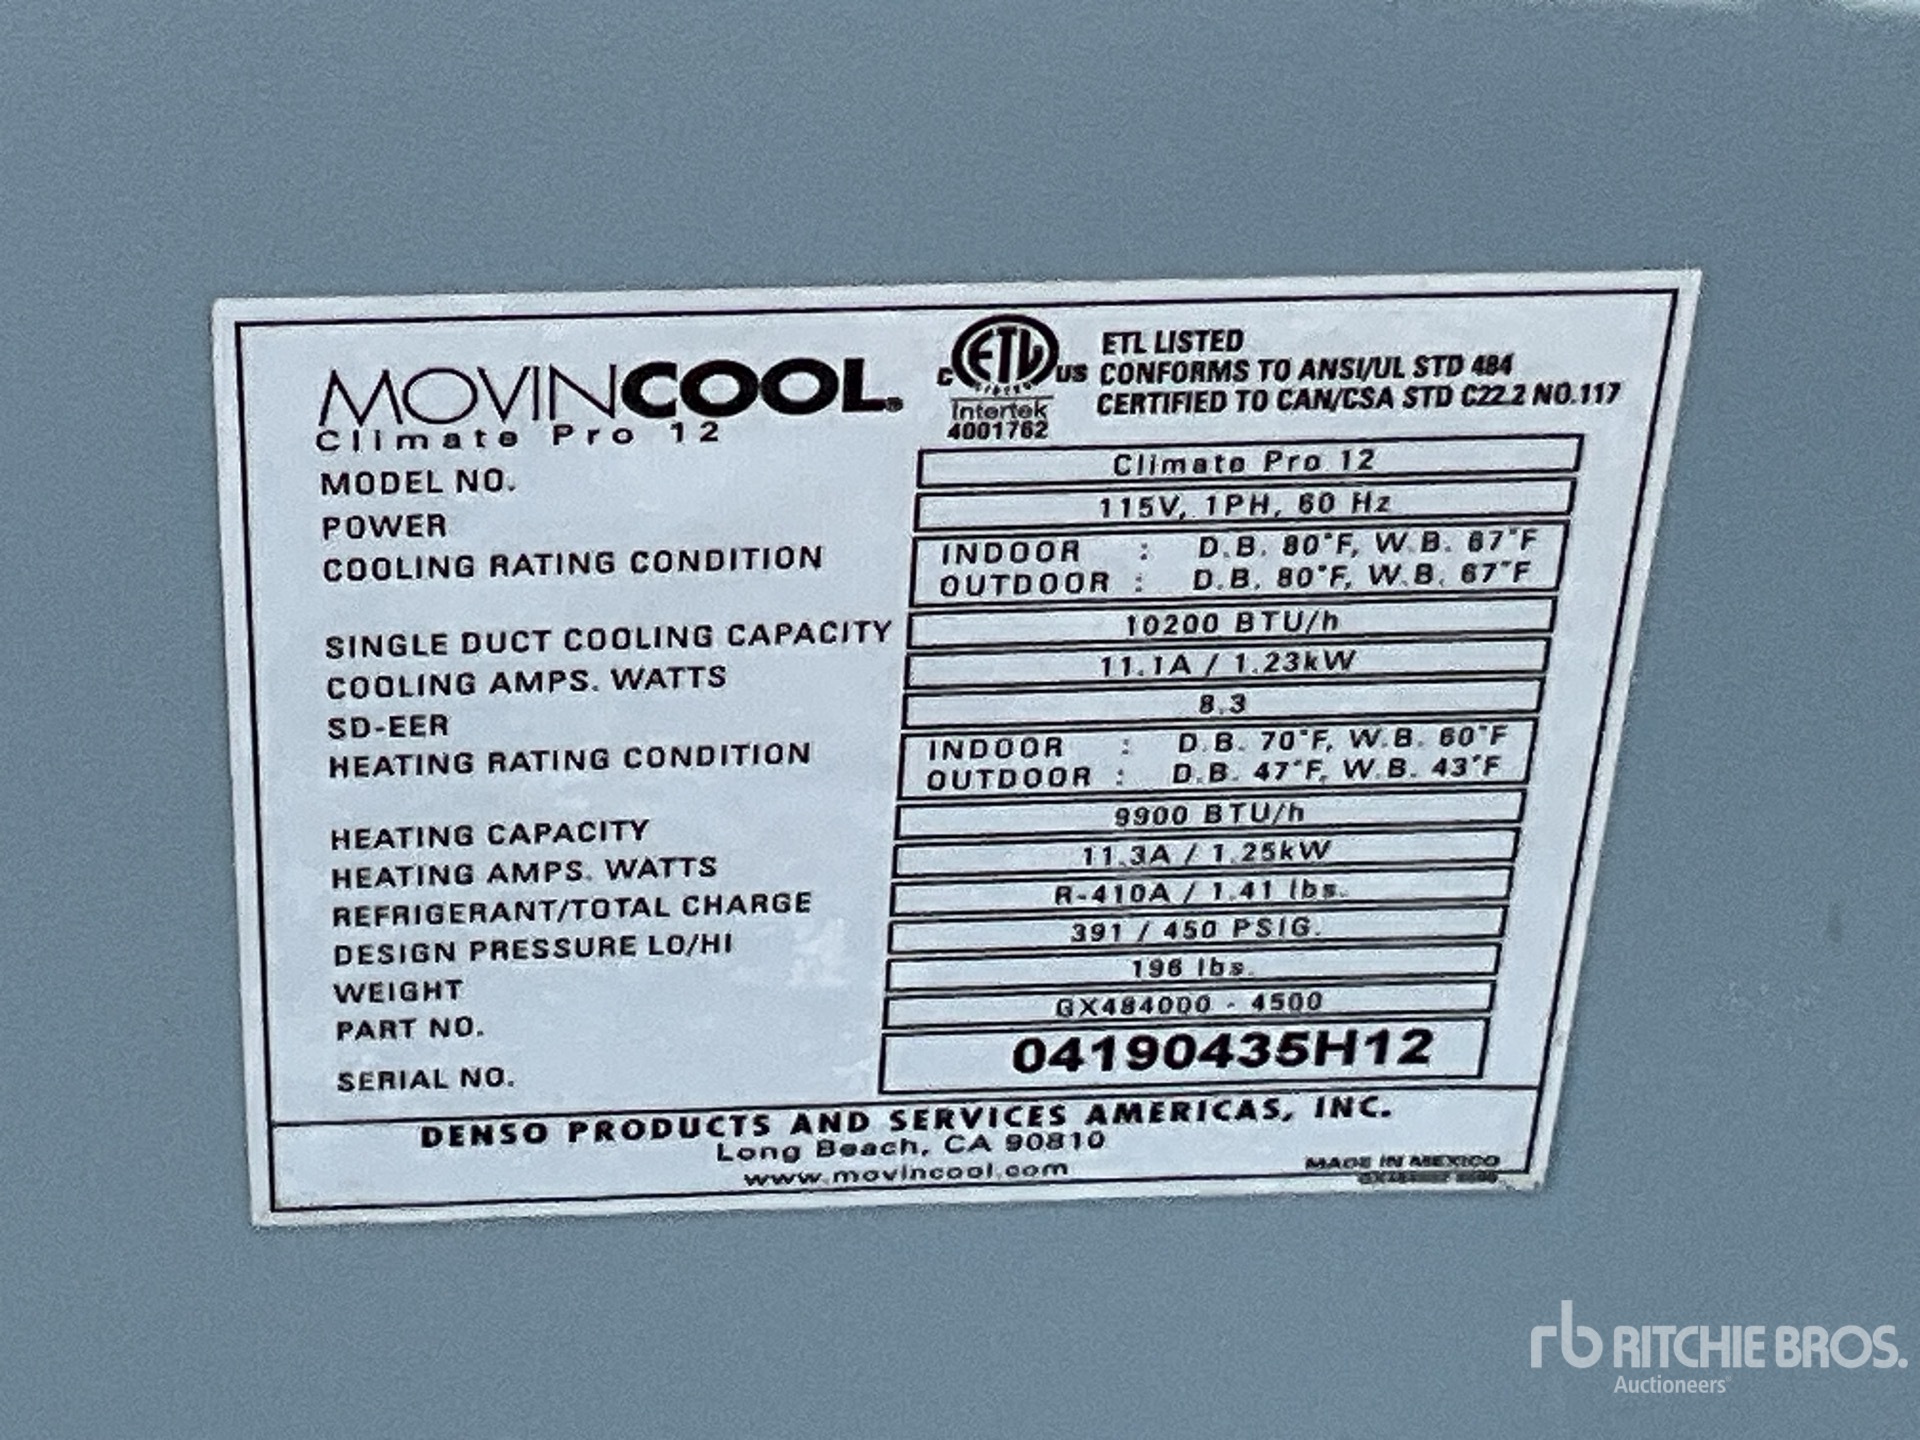 MOVINCOOL®
Climate Pro 12
C ETL US
Intertek
4001762
ETL LISTED
CONFORMS TO ANSI/UL STD 484
CERTIFIED TO CAN/CSA STD C22.2 NO.117
MODEL NO. Climate Pro 12
POWER 115V, 1PH, 60 Hz
COOLING RATING CONDITION INDOOR : D.B. 80°F, W.B. 67°F
OUTDOOR : D.B. 80°F, W.B. 67°F
SINGLE DUCT COOLING CAPACITY 10200 BTU/h
COOLING AMPS. WATTS 11.1A / 1.23kW
SD-EER 8.3
HEATING RATING CONDITION INDOOR : D.B. 70°F, W.B. 60°F
OUTDOOR : D.B. 47°F, W.B. 43°F
HEATING CAPACITY 9900 BTU/h
HEATING AMPS. WATTS 11.3A / 1.25kW
REFRIGERANT/TOTAL CHARGE R-410A / 1.41 lbs.
DESIGN PRESSURE LO/HI 391 / 450 PSIG.
WEIGHT 196 lbs.
PART NO. GX484000 - 4500
SERIAL NO. 04190435H12
DENSO PRODUCTS AND SERVICES AMERICAS, INC.
Long Beach, CA 90810
www.movincool.com
MADE IN MEXICO
rb RITCHIE BROS.
Auctioneers